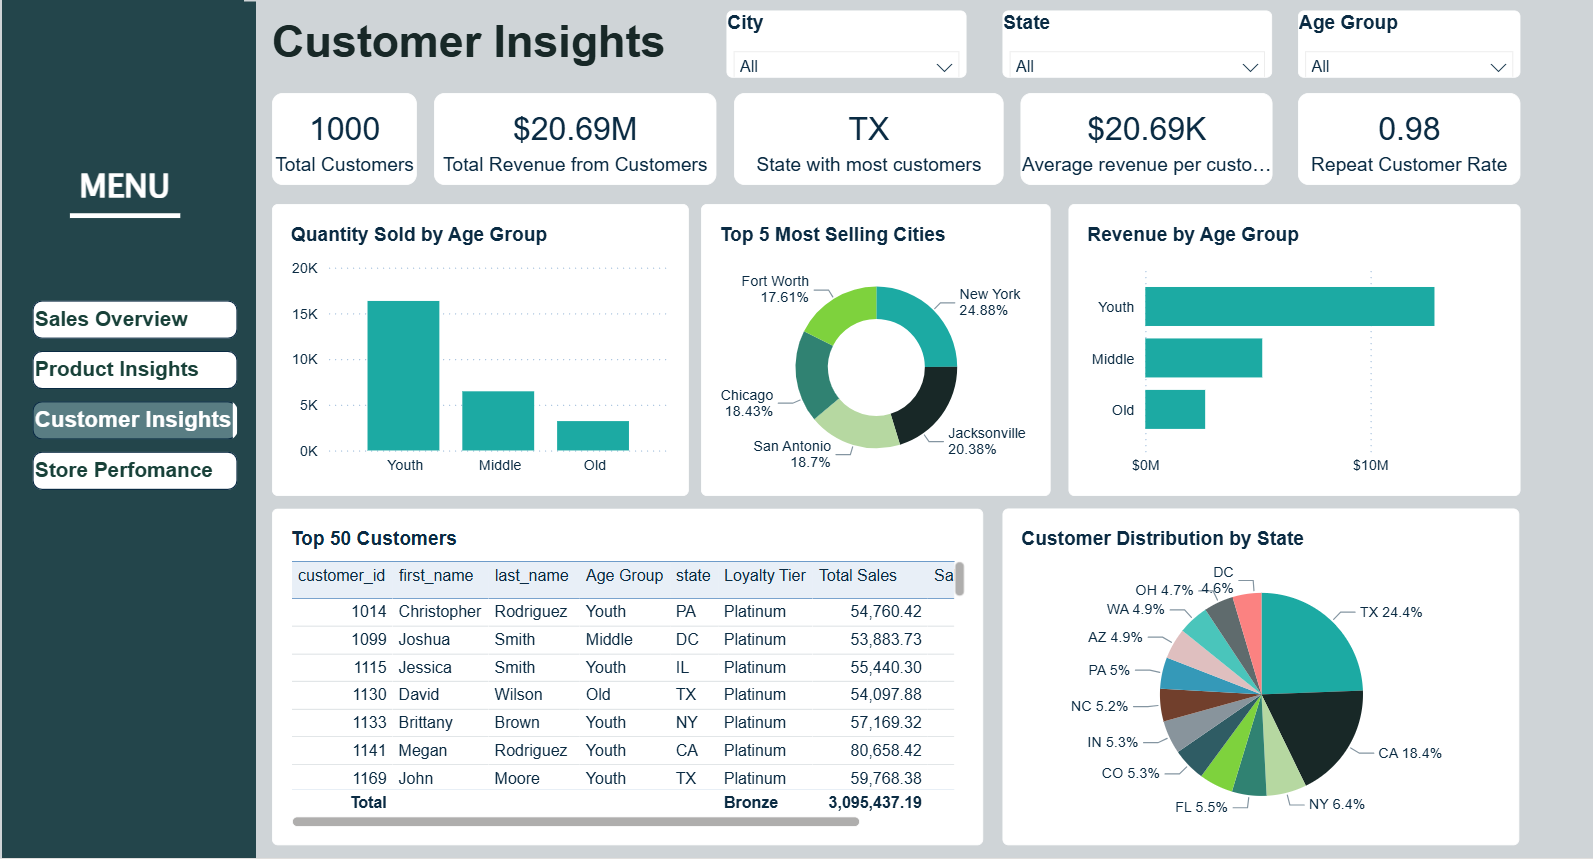 Customer Insights
City
All
State
All
Age Group
All
MENU
Sales Overview
Product Insights
Customer Insights
Store Perfomance
1000
Total Customers
$20.69M
Total Revenue from Customers
TX
State with most customers
$20.69K
Average revenue per custo...
0.98
Repeat Customer Rate
Quantity Sold by Age Group
20K
15K
10K
5K
0K
Youth Middle Old
Top 5 Most Selling Cities
Fort Worth
17.61%
New York
24.88%
Chicago
18.43%
San Antonio
18.7%
Jacksonville
20.38%
Revenue by Age Group
Youth
Middle
Old
$0M $10M
Top 50 Customers
customer_id first_name last_name Age Group state Loyalty Tier Total Sales Sa
1014 Christopher Rodriguez Youth PA Platinum 54,760.42
1099 Joshua Smith Middle DC Platinum 53,883.73
1115 Jessica Smith Youth IL Platinum 55,440.30
1130 David Wilson Old TX Platinum 54,097.88
1133 Brittany Brown Youth NY Platinum 57,169.32
1141 Megan Rodriguez Youth CA Platinum 80,658.42
1169 John Moore Youth TX Platinum 59,768.38
Total Bronze 3,095,437.19
Customer Distribution by State
DC
4.6%
OH 4.7%
WA 4.9%
AZ 4.9%
PA 5%
NC 5.2%
IN 5.3%
CO 5.3%
FL 5.5%
NY 6.4%
CA 18.4%
TX 24.4%